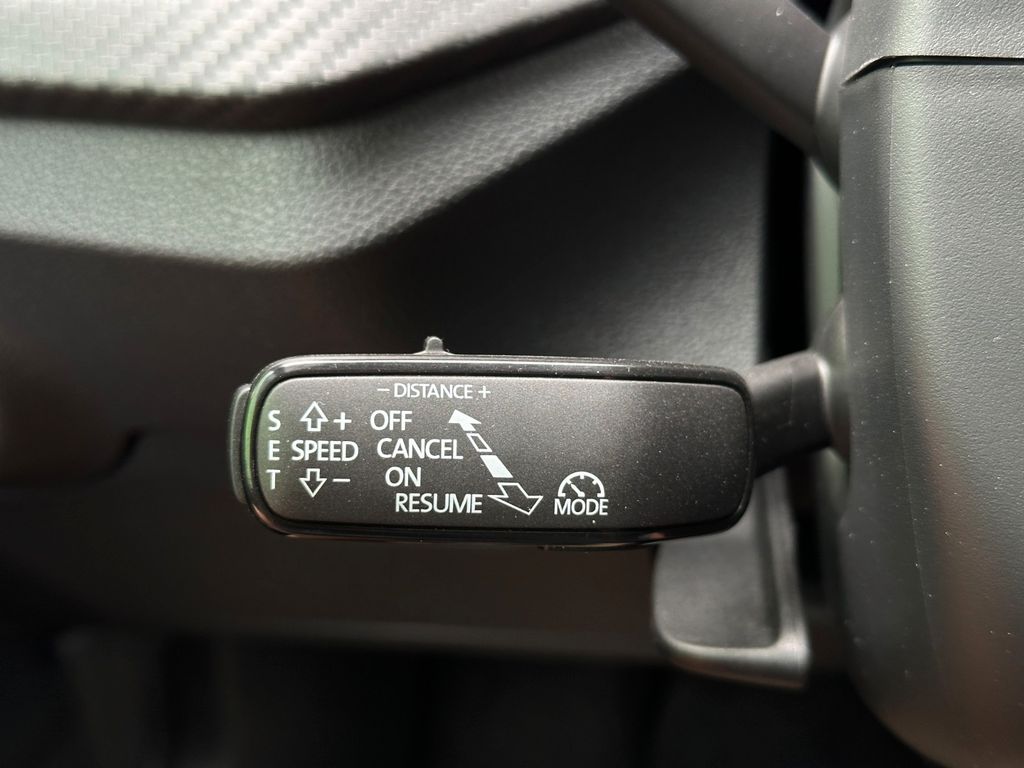 − DISTANCE +
S + OFF
E SPEED CANCEL
T − ON
RESUME MODE